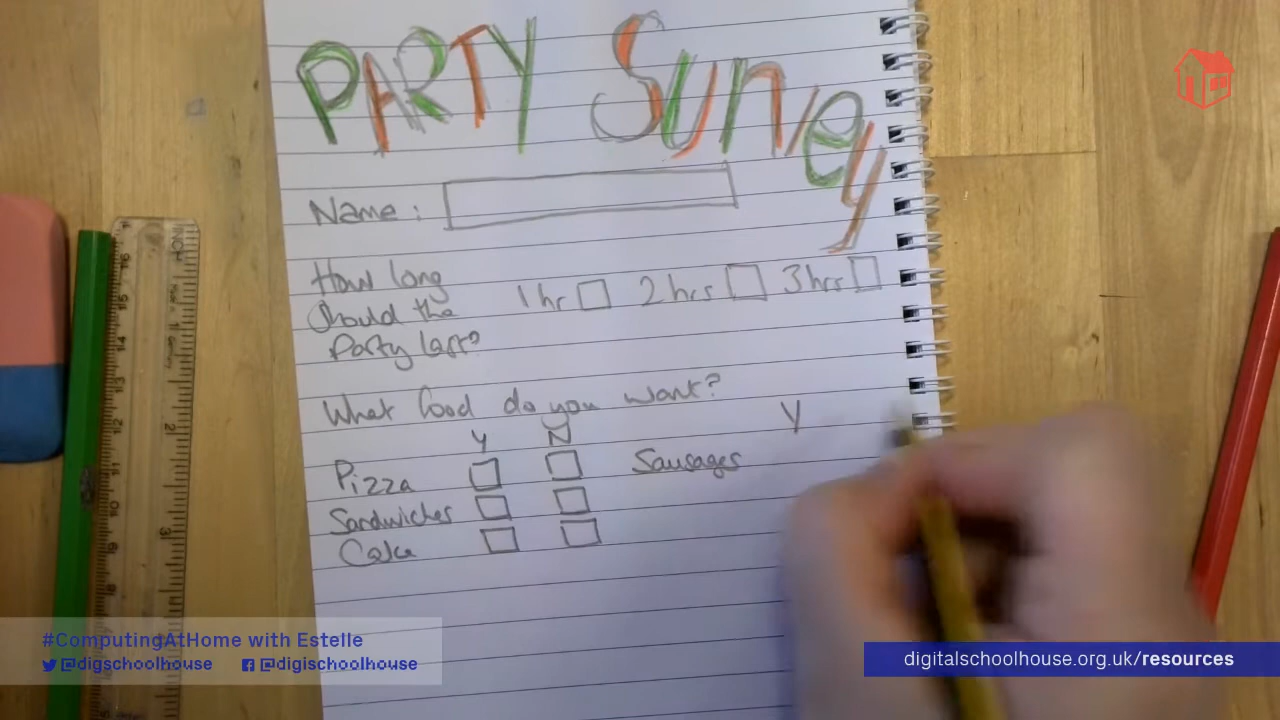 PARTY Survey
Name :
How long
Should the
Party last?
1 hr 2 hrs 3 hrs
What food do you want?
Y N Y
Pizza Sausages
Sandwiches
Cake
#ComputingAtHome with Estelle
@digschoolhouse @digischoolhouse
digitalschoolhouse.org.uk/resources